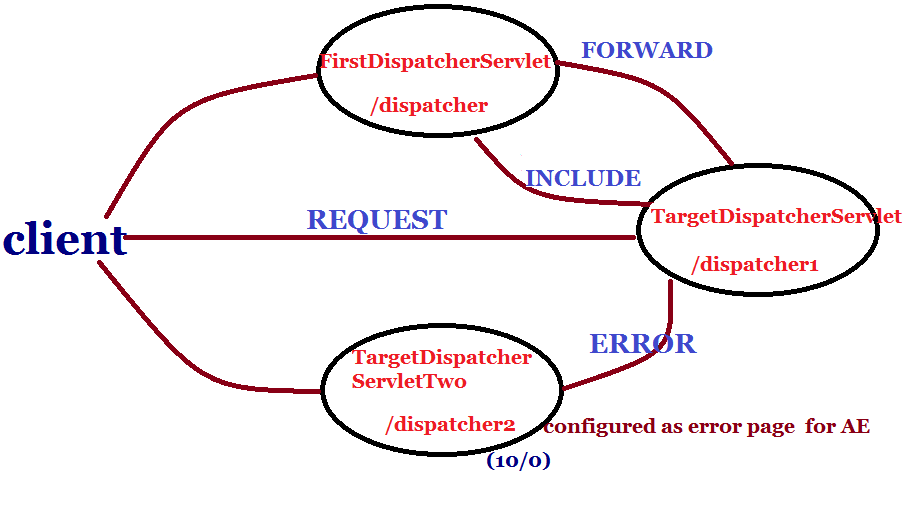 FORWARD
FirstDispatcherServlet
/dispatcher
INCLUDE
REQUEST
TargetDispatcherServlet
client
/dispatcher1
ERROR
TargetDispatcher
ServletTwo
/dispatcher2
configured as error page for AE
(10/0)